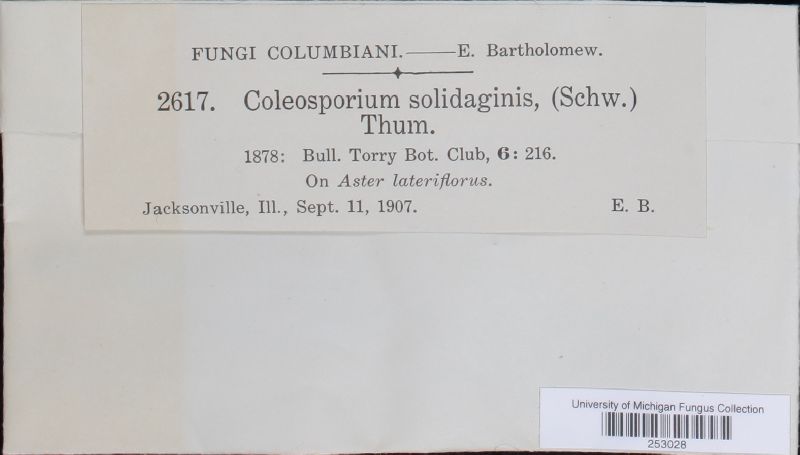 FUNGI COLUMBIANI.——E. Bartholomew.
2617. Coleosporium solidaginis, (Schw.)
Thum.
1878: Bull. Torry Bot. Club, 6: 216.
On Aster lateriflorus.
Jacksonville, Ill., Sept. 11, 1907. E. B.
University of Michigan Fungus Collection
253028